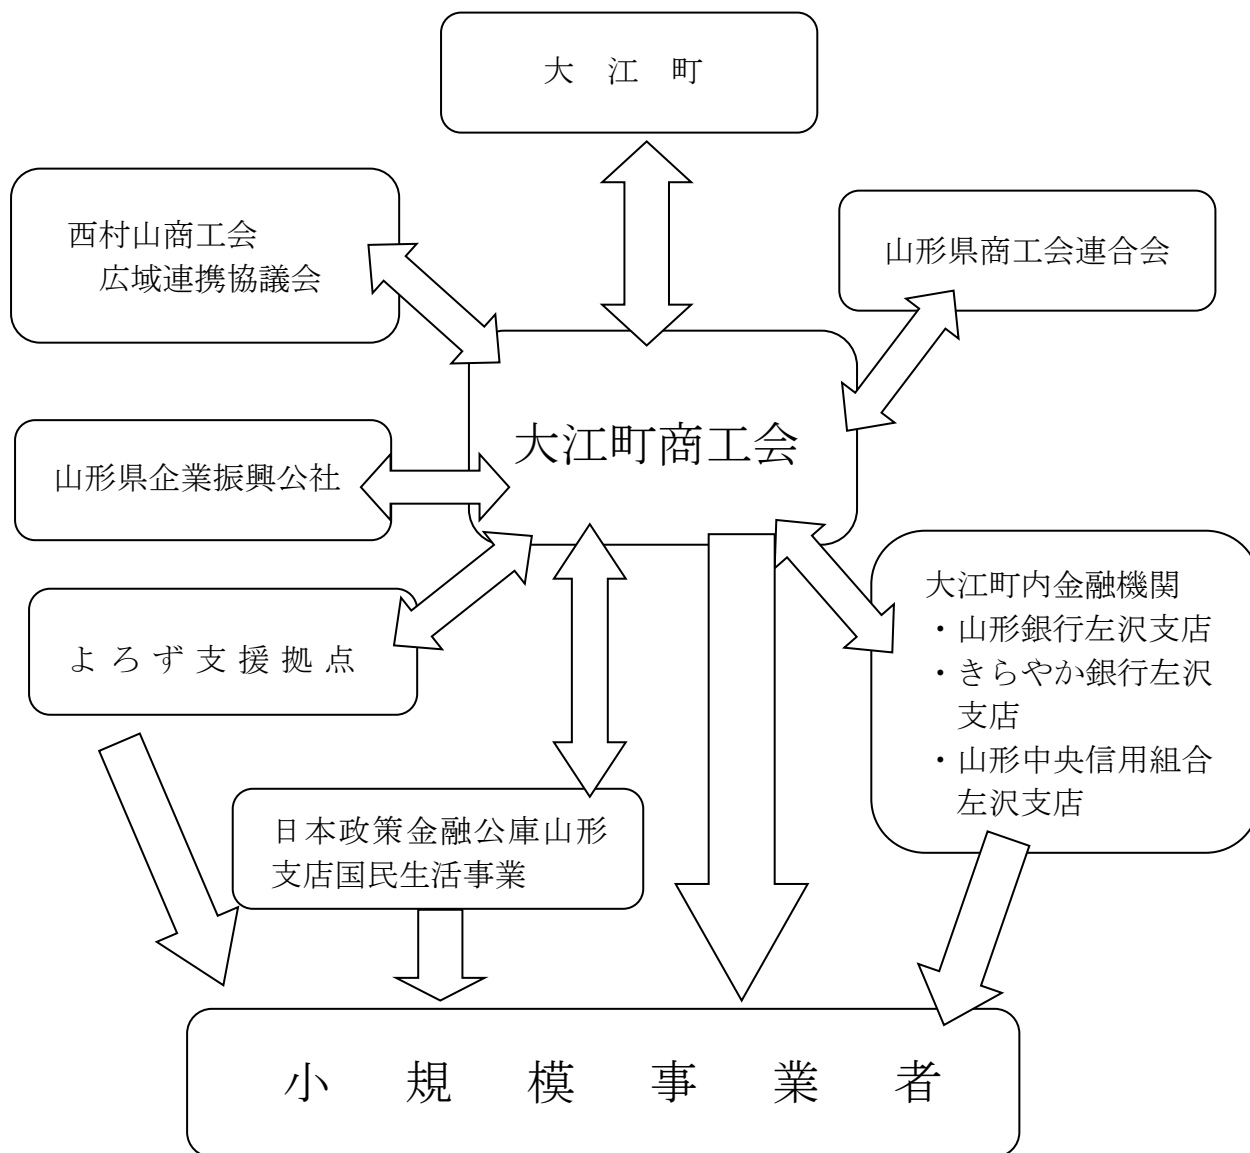 大　江　町
西村山商工会
広域連携協議会
山形県商工会連合会
大江町商工会
山形県企業振興公社
よろず支援拠点
大江町内金融機関
・山形銀行左沢支店
・きらやか銀行左沢
支店
・山形中央信用組合
左沢支店
日本政策金融公庫山形
支店国民生活事業
小　規　模　事　業　者